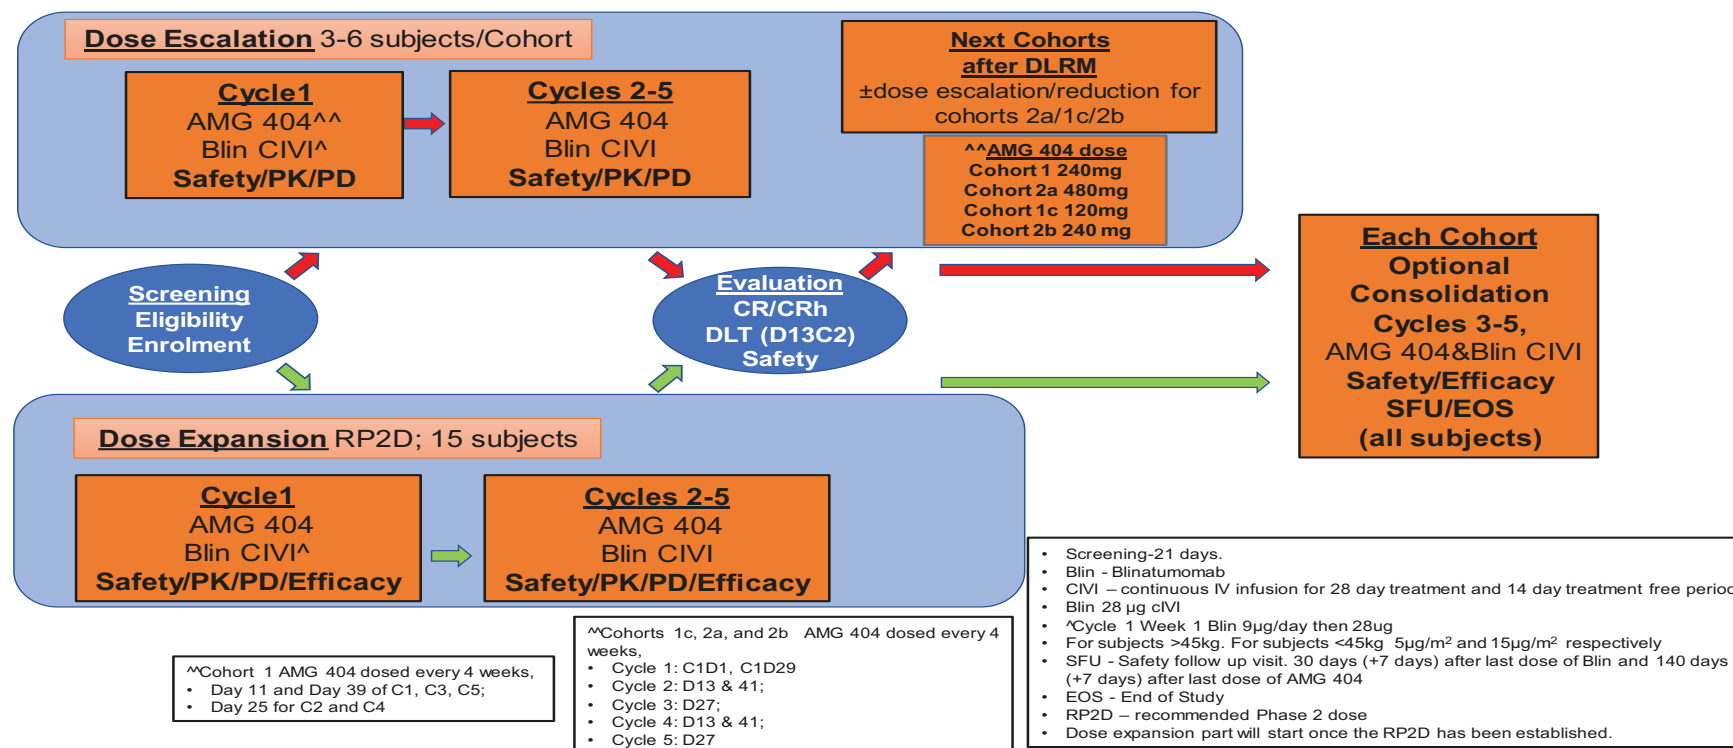 Dose Escalation 3-6 subjects/Cohort
Cycle1
AMG 404^^
Blin CIVI^
Safety/PK/PD
Cycles 2-5
AMG 404
Blin CIVI
Safety/PK/PD
Next Cohorts
after DLRM
±dose escalation/reduction for
cohorts 2a/1c/2b
^^AMG 404 dose
Cohort 1 240mg
Cohort 2a 480mg
Cohort 1c 120mg
Cohort 2b 240 mg
Screening
Eligibility
Enrolment
Evaluation
CR/CRh
DLT (D13C2)
Safety
Each Cohort
Optional
Consolidation
Cycles 3-5,
AMG 404&Blin CIVI
Safety/Efficacy
SFU/EOS
(all subjects)
Dose Expansion RP2D; 15 subjects
Cycle1
AMG 404
Blin CIVI^
Safety/PK/PD/Efficacy
Cycles 2-5
AMG 404
Blin CIVI
Safety/PK/PD/Efficacy
^^Cohort 1 AMG 404 dosed every 4 weeks,
• Day 11 and Day 39 of C1, C3, C5;
• Day 25 for C2 and C4
^^Cohorts 1c, 2a, and 2b AMG 404 dosed every 4
weeks,
• Cycle 1: C1D1, C1D29
• Cycle 2: D13 & 41;
• Cycle 3: D27;
• Cycle 4: D13 & 41;
• Cycle 5: D27
• Screening-21 days.
• Blin - Blinatumomab
• CIVI – continuous IV infusion for 28 day treatment and 14 day treatment free period
• Blin 28 µg cIVI
• ^Cycle 1 Week 1 Blin 9µg/day then 28ug
• For subjects >45kg. For subjects <45kg 5µg/m² and 15µg/m² respectively
• SFU - Safety follow up visit. 30 days (+7 days) after last dose of Blin and 140 days
(+7 days) after last dose of AMG 404
• EOS - End of Study
• RP2D – recommended Phase 2 dose
• Dose expansion part will start once the RP2D has been established.